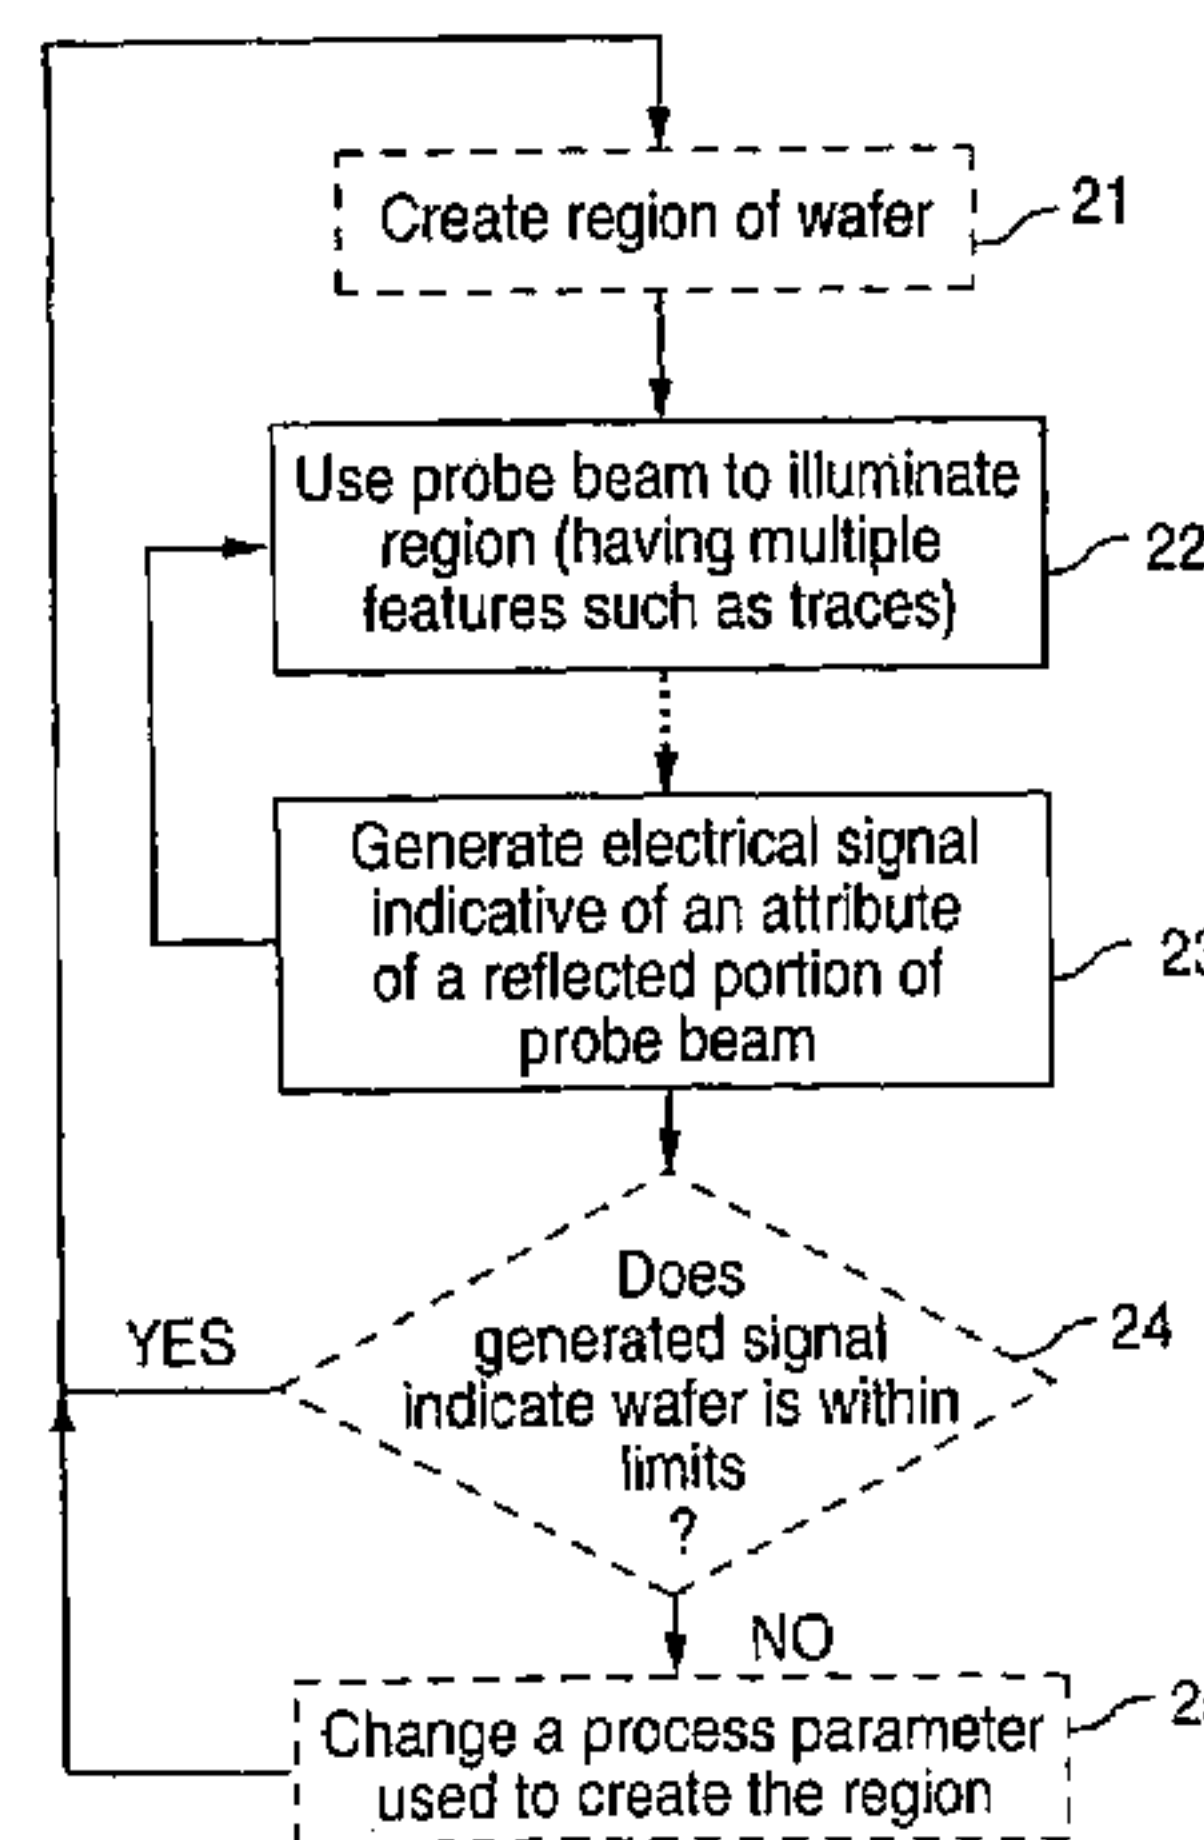 Create region of wafer
21
Use probe beam to illuminate
region (having multiple
features such as traces)
22
Generate electrical signal
indicative of an attribute
of a reflected portion of
probe beam
23
Does
generated signal
indicate wafer is within
limits
?
24
YES
NO
Change a process parameter
used to create the region